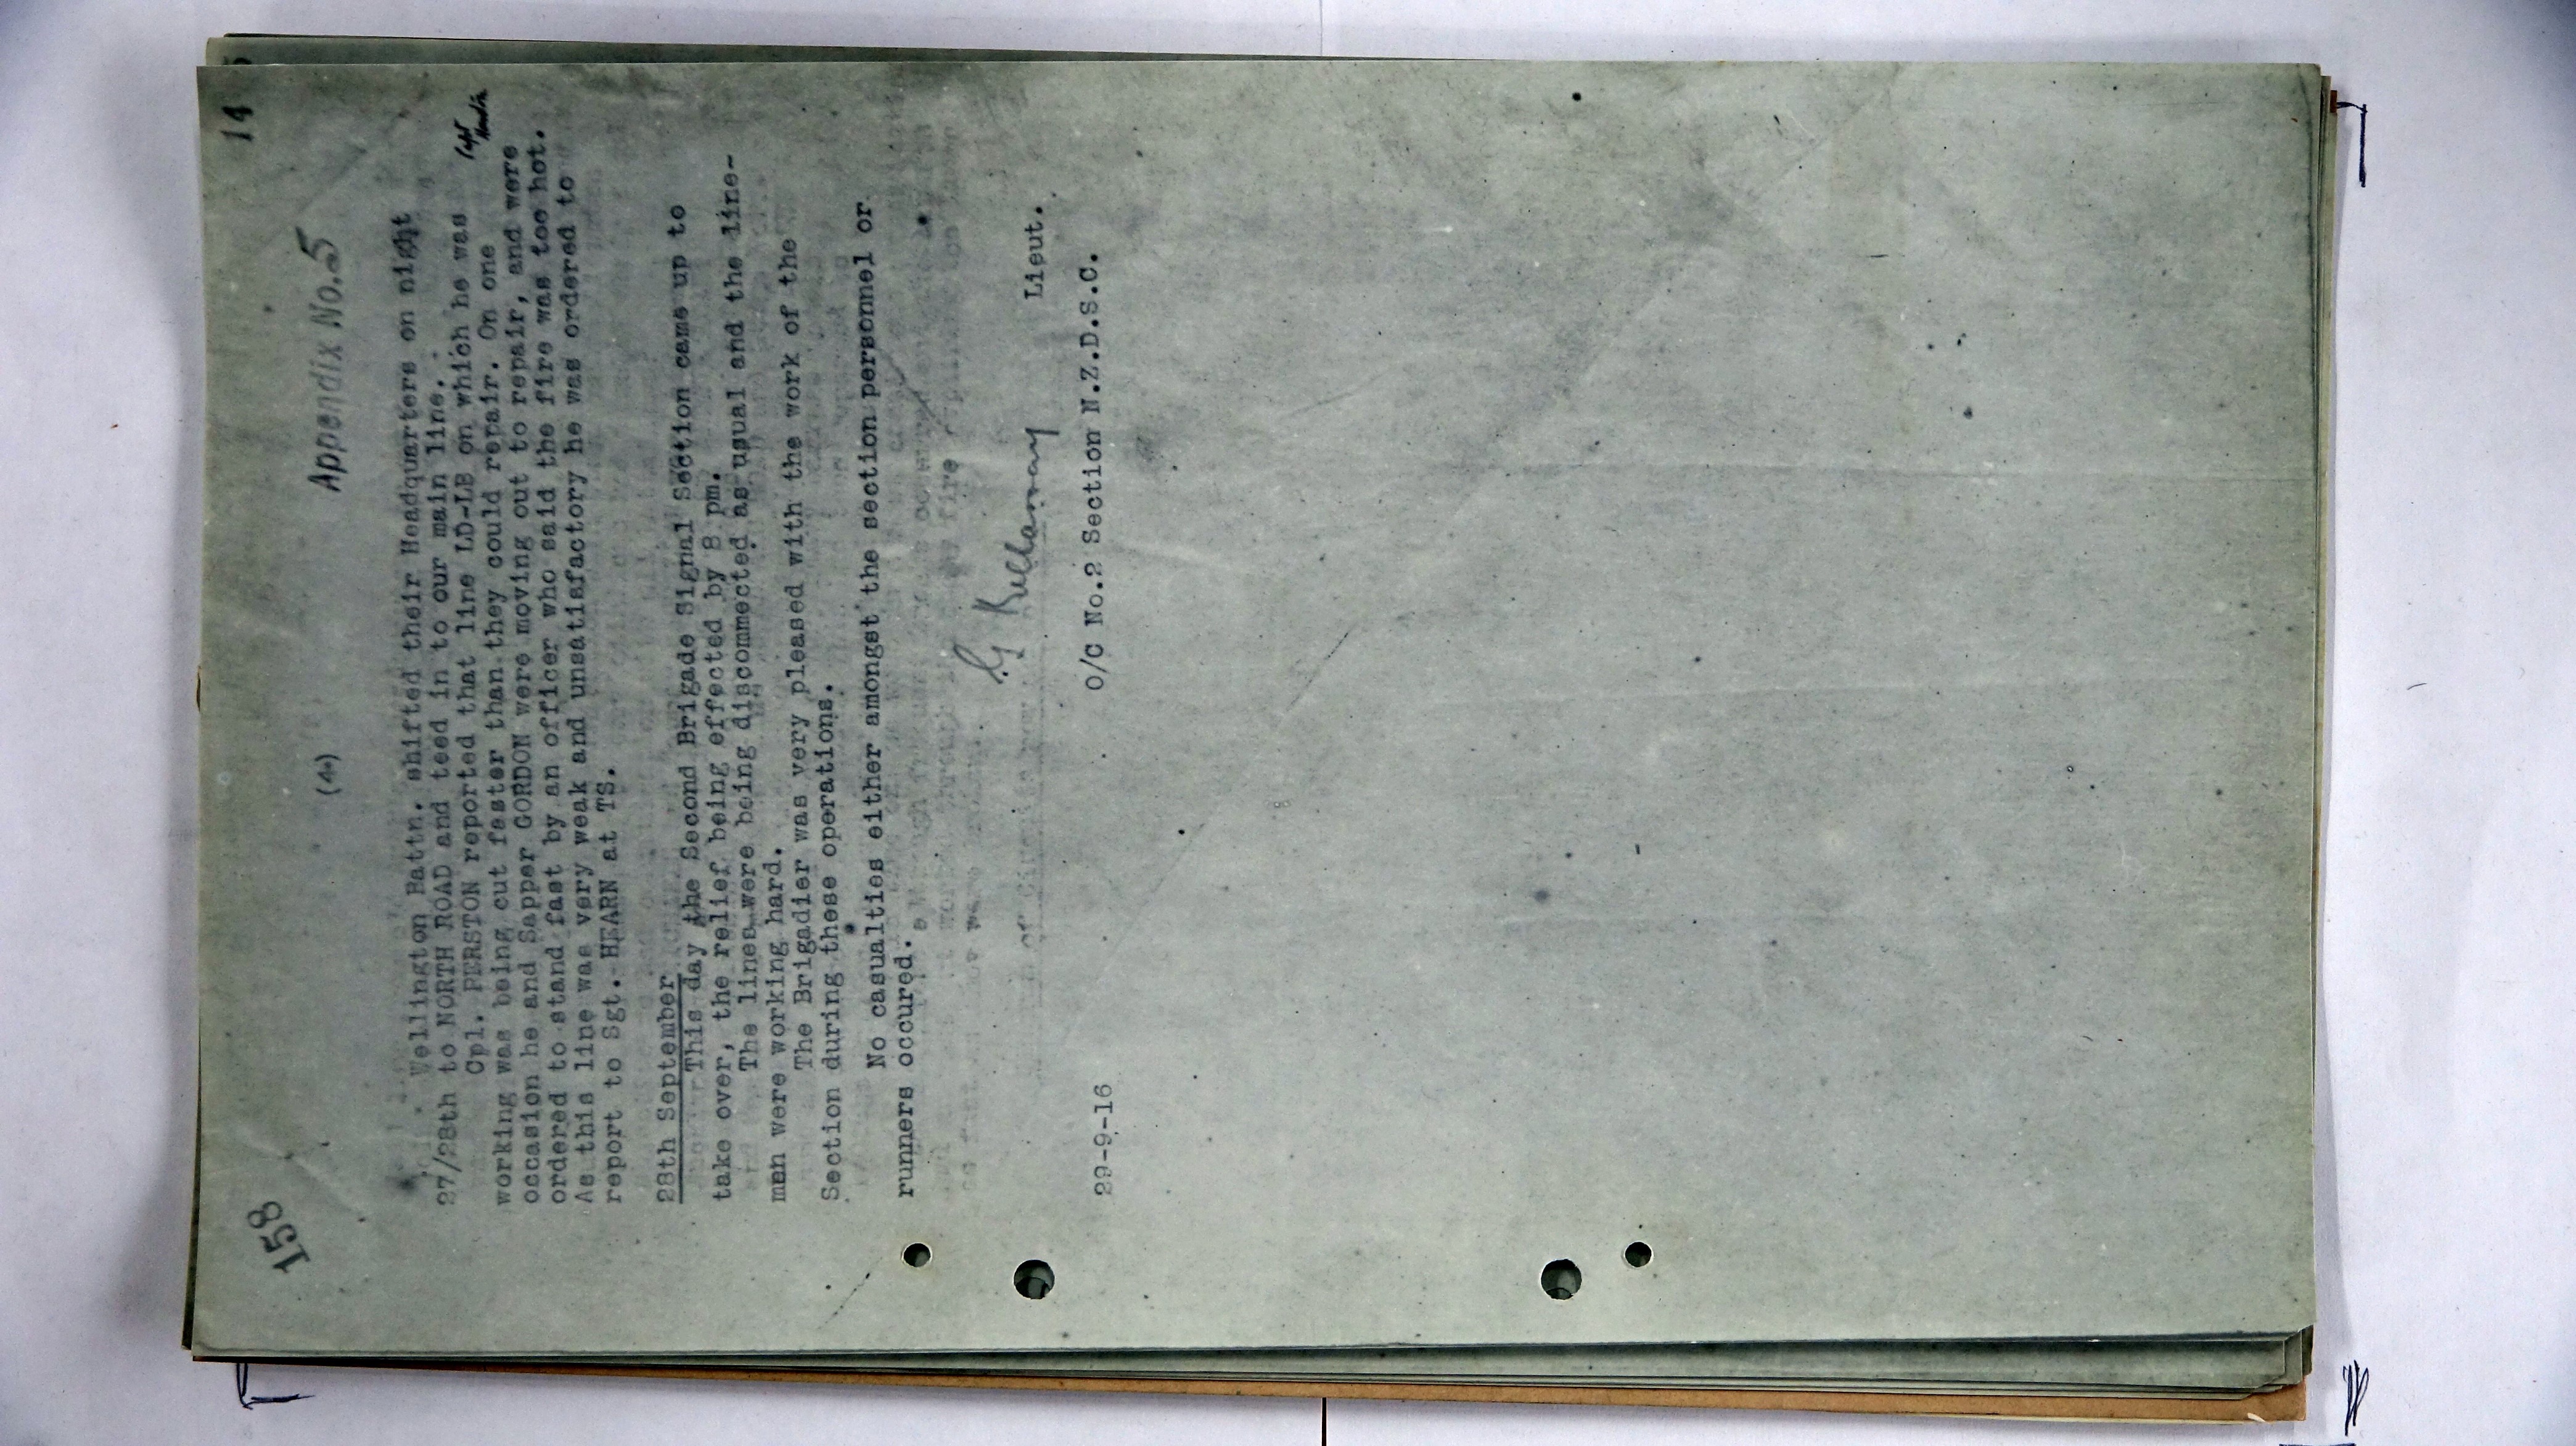 158
14
(4)
Appendix No.5
Wellington Battn. shifted their Headquarters on night
27/28th to NORTH ROAD and teed in to our main line.
Cpl. PERSTON reported that line LD-LB on which he was
working was being cut faster than they could repair. On one
occasion he and Sapper GORDON were moving out to repair, and were
ordered to stand fast by an officer who said the fire was too hot.
As this line was very weak and unsatisfactory he was ordered to
report to Sgt. HEARN at TS.
28th September
This day the Second Brigade Signal Section came up to
take over, the relief being effected by 8 pm.
The lines were being discommected as usual and the line-
men were working hard.
The Brigadier was very pleased with the work of the
Section during these operations.
No casualties either amongst the section personnel or
runners occured.
Lieut.
29-9-16
O/C No.2 Section N.Z.D.S.C.